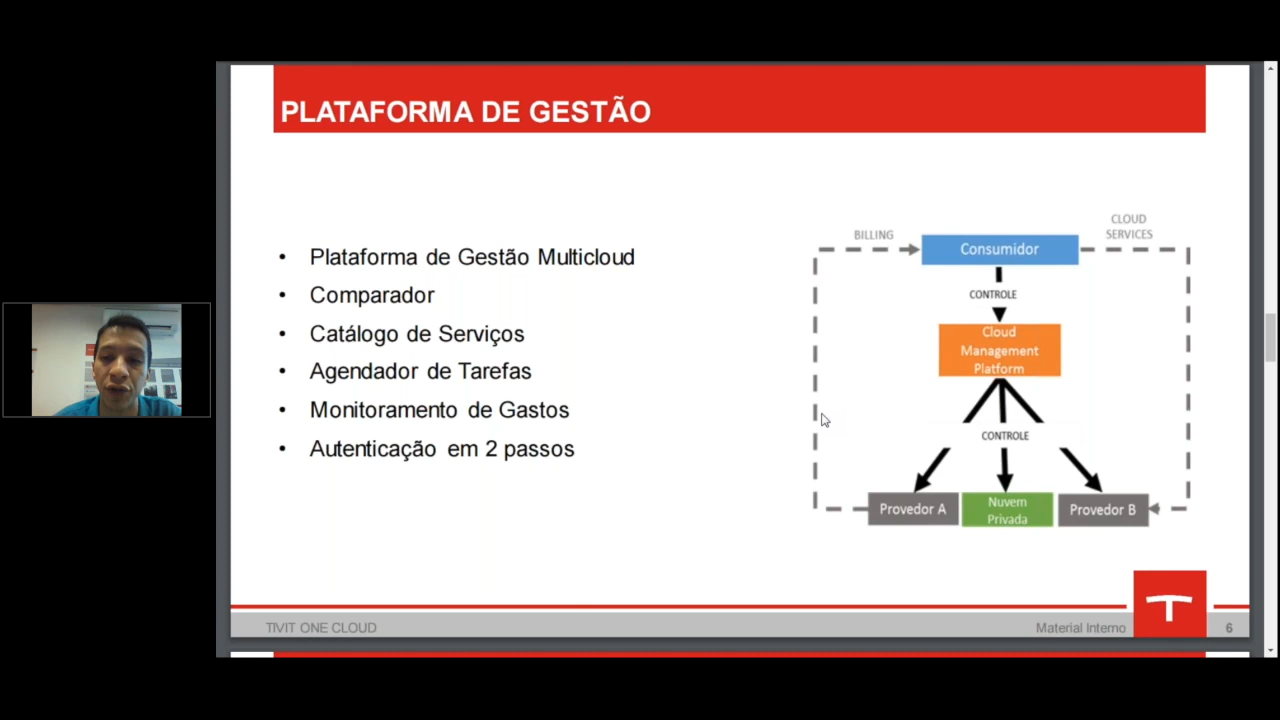 PLATAFORMA DE GESTÃO
• Plataforma de Gestão Multicloud
• Comparador
• Catálogo de Serviços
• Agendador de Tarefas
• Monitoramento de Gastos
• Autenticação em 2 passos
CLOUD
SERVICES
BILLING
Consumidor
CONTROLE
Cloud
Management
Platform
CONTROLE
Provedor A
Nuvem
Privada
Provedor B
TIVIT ONE CLOUD
Material Interno
6